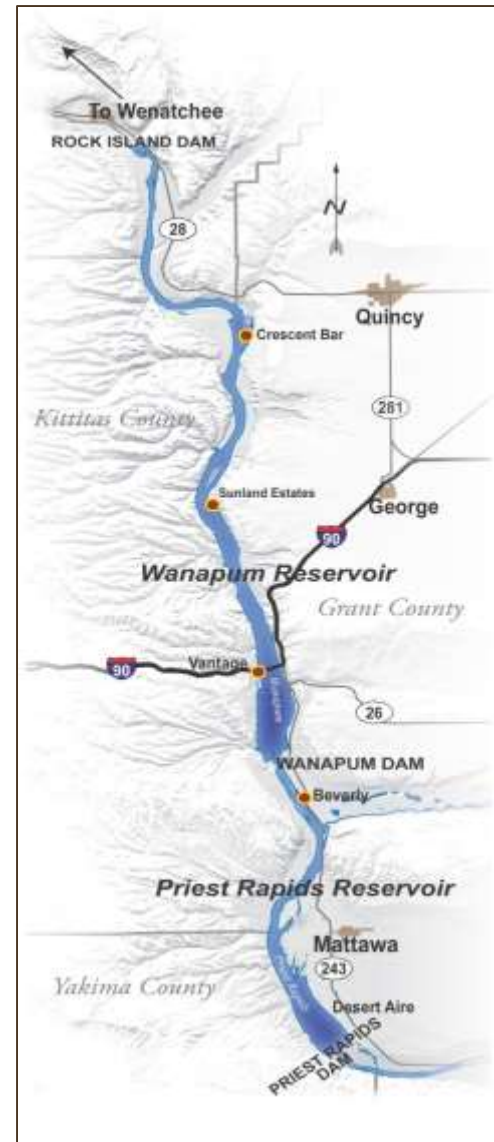 To Wenatchee
ROCK ISLAND DAM
N
28
Quincy
Crescent Bar
281
Kittitas County
Sunland Estates
George
90
Wanapum Reservoir
Grant County
Vantage
90
26
WANAPUM DAM
Beverly
Priest Rapids Reservoir
Mattawa
243
Yakima County
Desert Aire
PRIEST RAPIDS
DAM